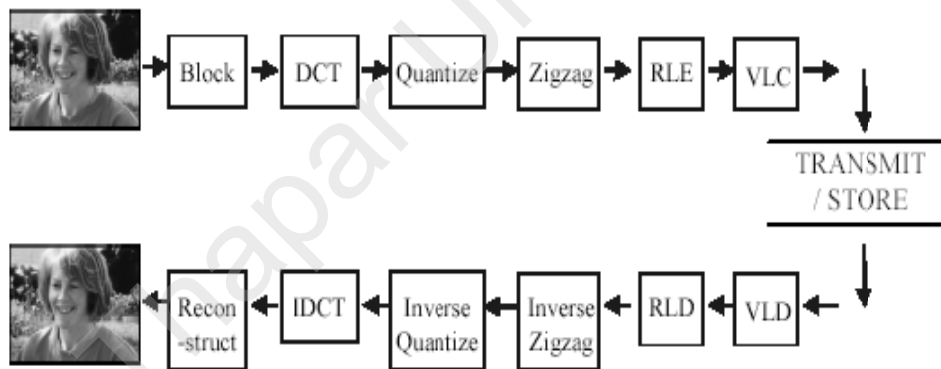 Block
DCT
Quantize
Zigzag
RLE
VLC
TRANSMIT
/ STORE
Recon
-struct
IDCT
Inverse
Quantize
Inverse
Zigzag
RLD
VLD